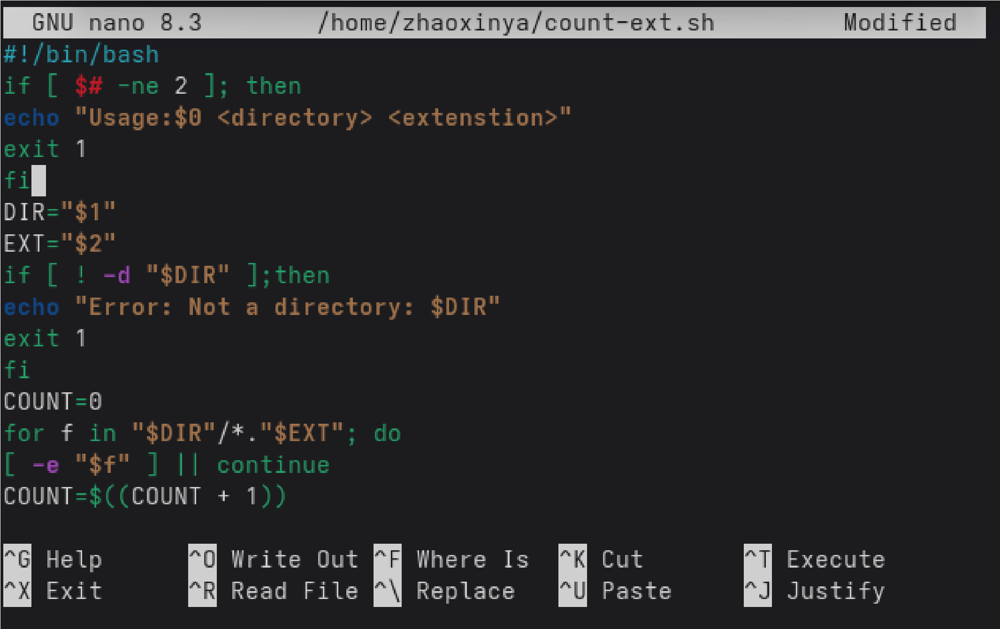 GNU nano 8.3 /home/zhaoxinya/count-ext.sh Modified
#!/bin/bash
if [ $# -ne 2 ]; then
echo "Usage:$0 <directory> <extenstion>"
exit 1
fi
DIR="$1"
EXT="$2"
if [ ! -d "$DIR" ];then
echo "Error: Not a directory: $DIR"
exit 1
fi
COUNT=0
for f in "$DIR"/*."$EXT"; do
[ -e "$f" ] || continue
COUNT=$((COUNT + 1))
^G Help ^O Write Out ^F Where Is ^K Cut ^T Execute
^X Exit ^R Read File ^\ Replace ^U Paste ^J Justify